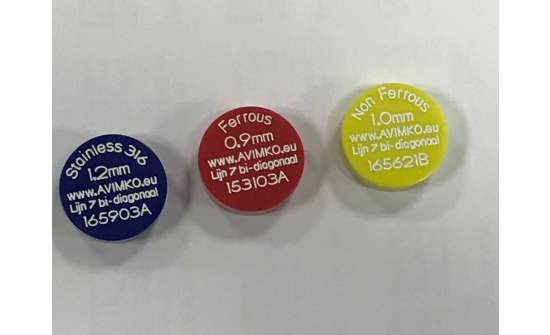 Stainless 316
1.2mm
www.AVIMKO.eu
Lijn 7 bi-diagonaal
165903A
Ferrous
0.9mm
www.AVIMKO.eu
Lijn 7 bi-diagonaal
153103A
Non Ferrous
1.0mm
www.AVIMKO.eu
Lijn 7 bi-diagonaal
165621B